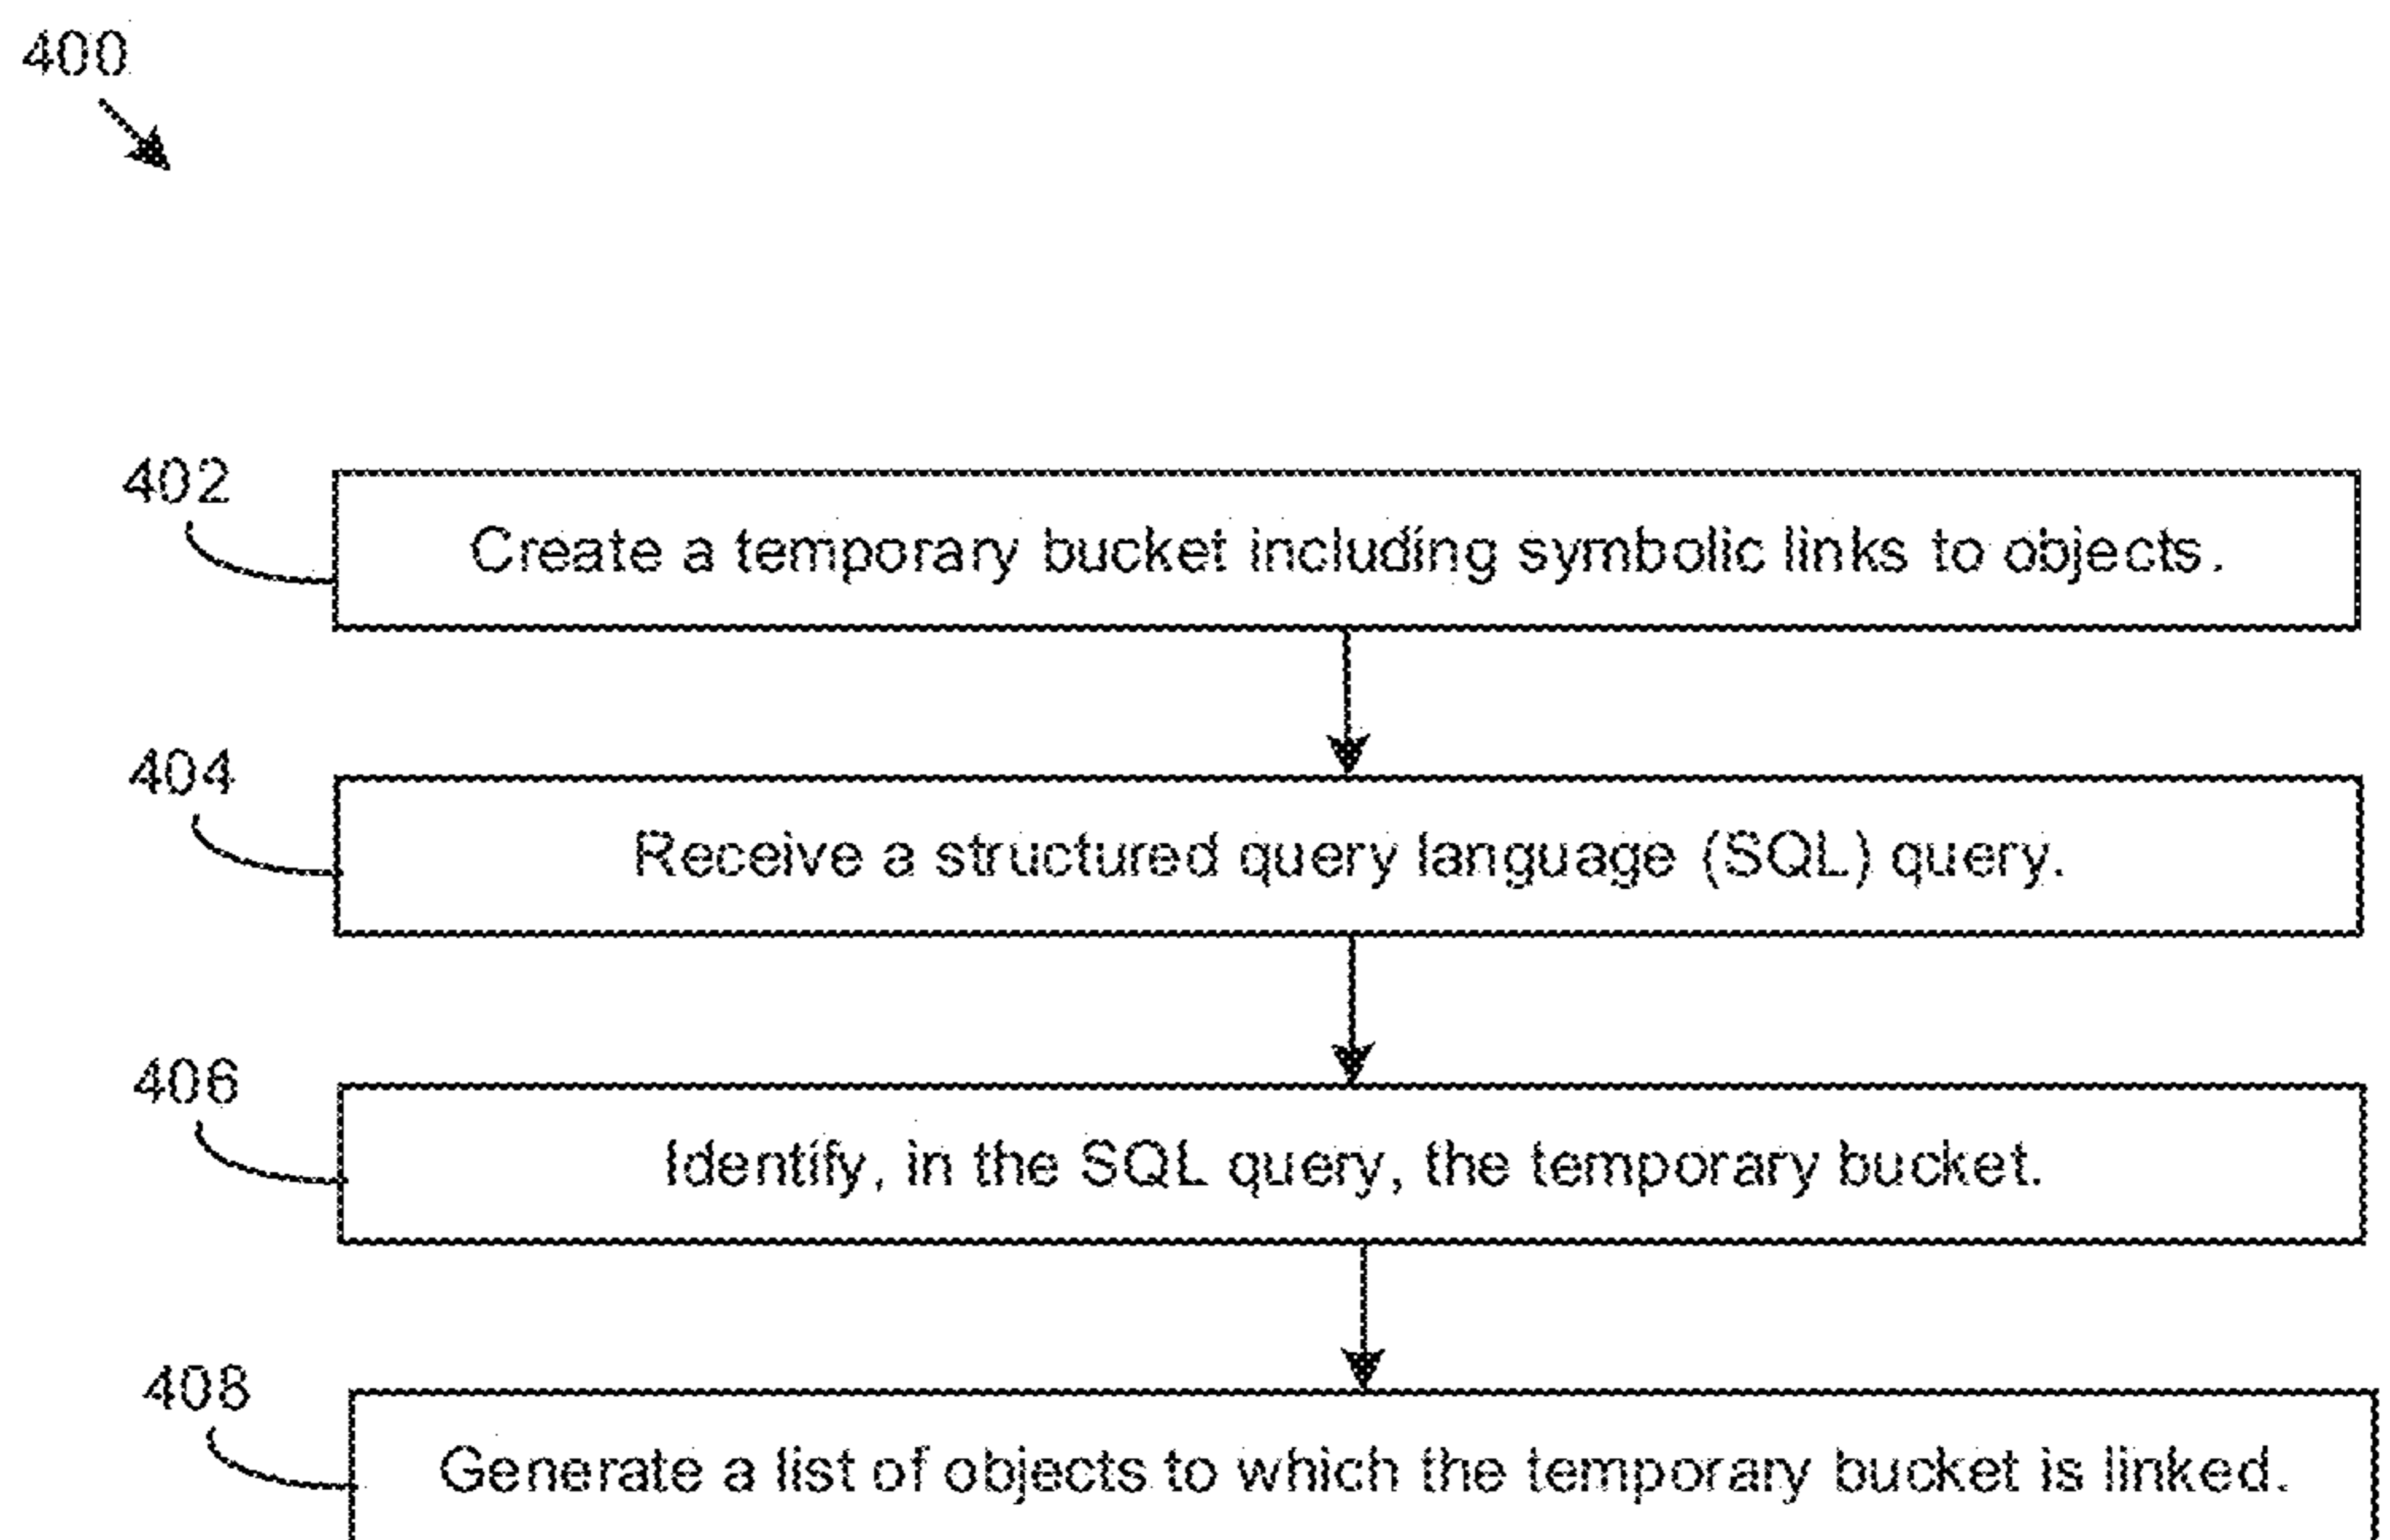 400
402
Create a temporary bucket including symbolic links to objects.
404
Receive a structured query language (SQL) query.
406
Identify, in the SQL query, the temporary bucket.
408
Generate a list of objects to which the temporary bucket is linked.